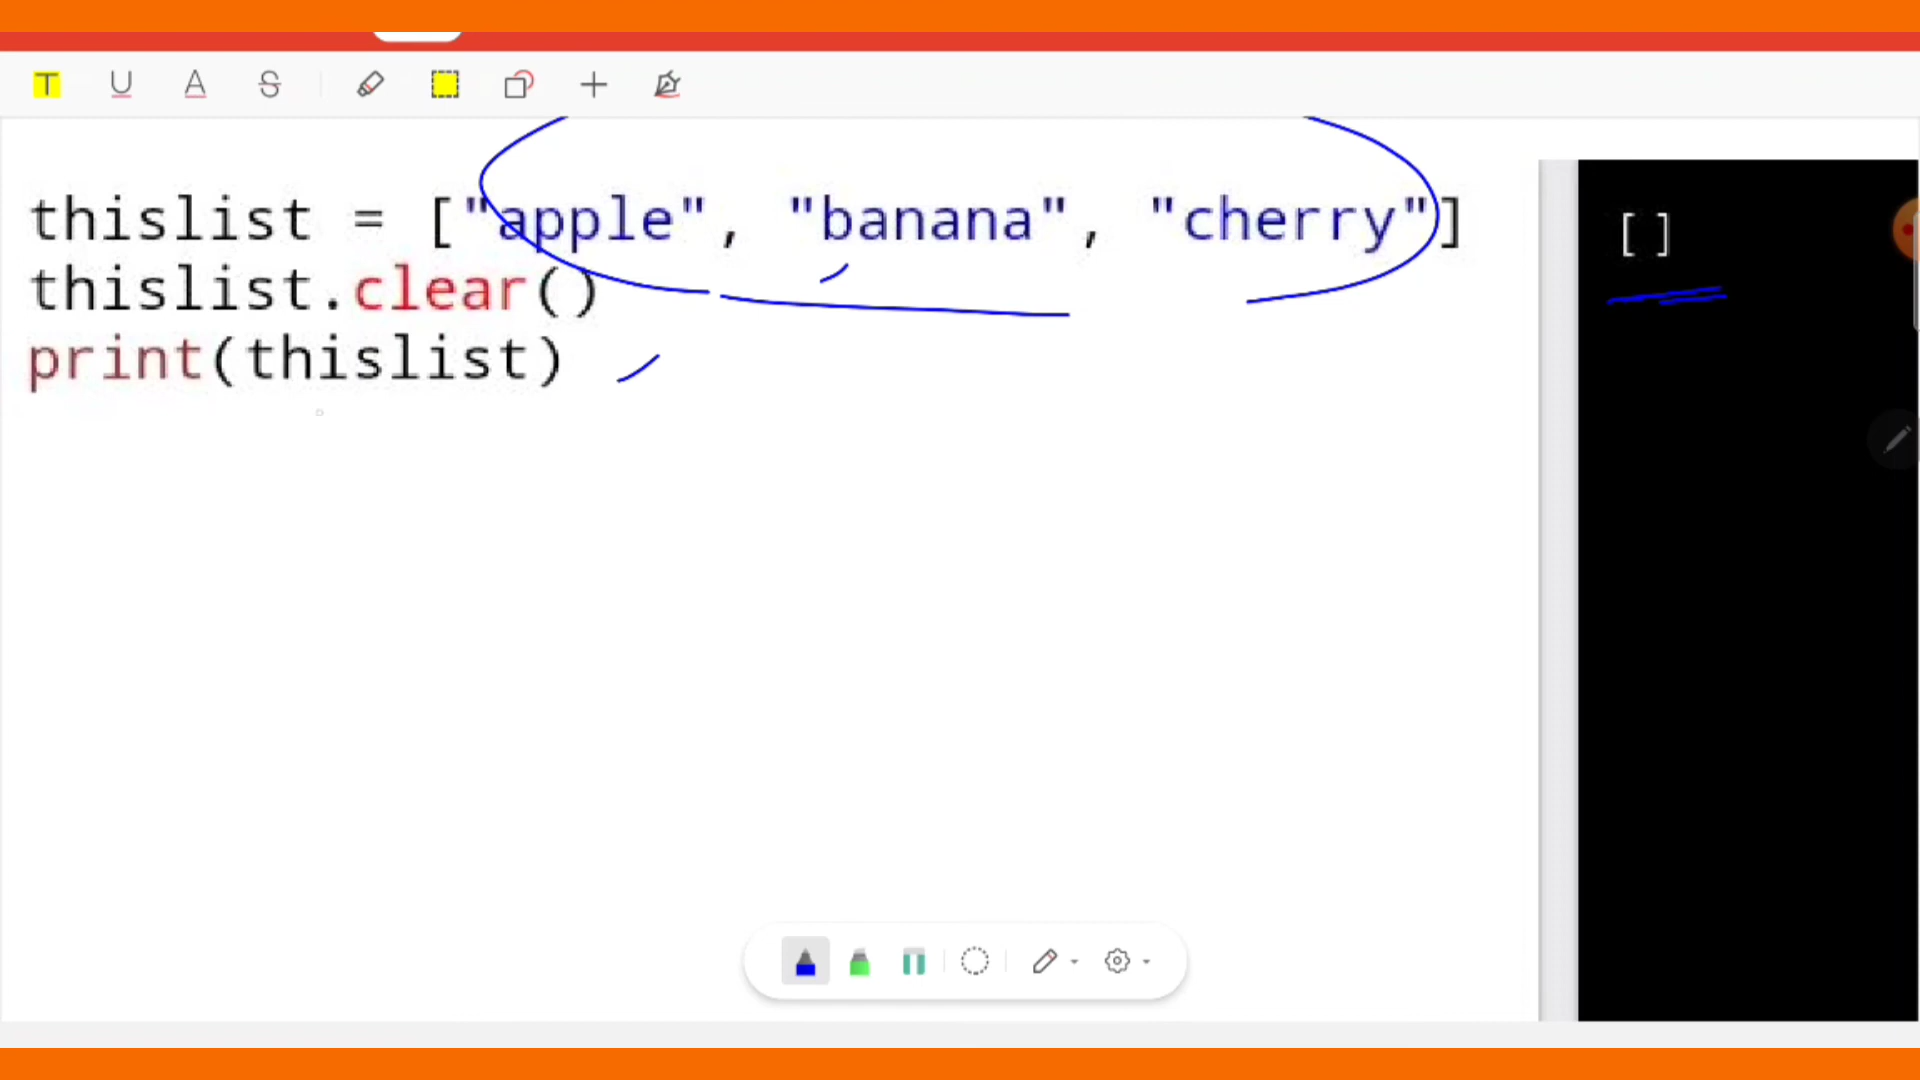 thislist = ["apple", "banana", "cherry"]
thislist.clear()
print(thislist)
[]